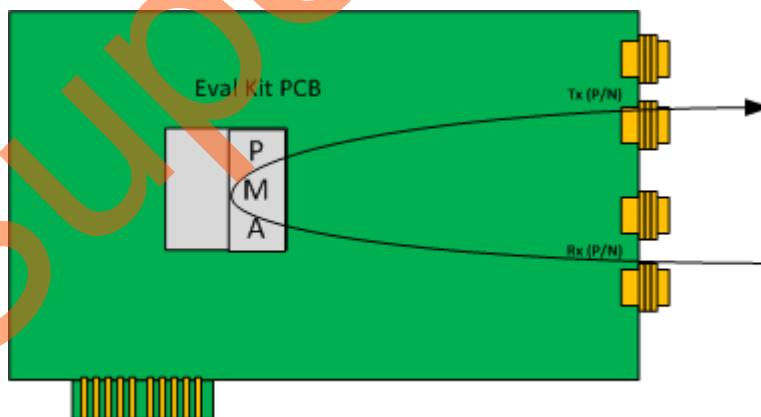 Eval Kit PCB
Tx (P/N)
P
M
A
Rx (P/N)